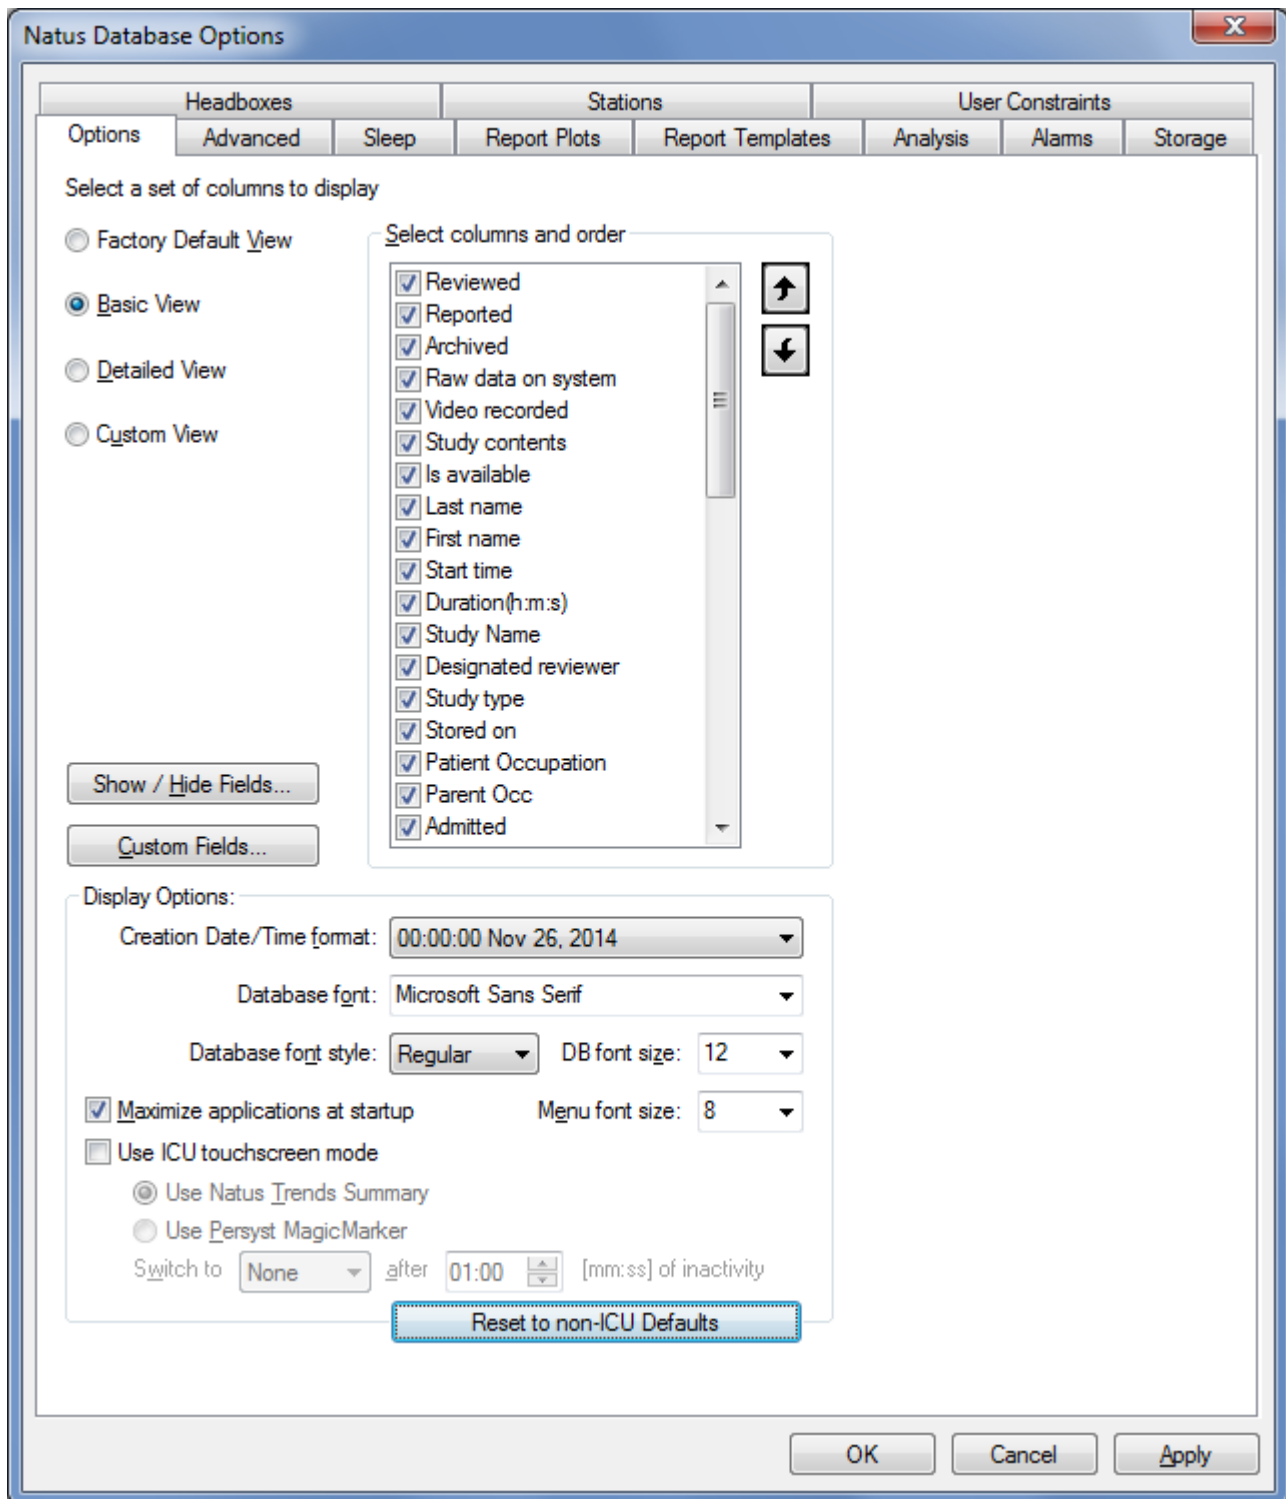 Natus Database Options
Headboxes Stations User Constraints
Options Advanced Sleep Report Plots Report Templates Analysis Alarms Storage
Select a set of columns to display
Factory Default View
Basic View
Detailed View
Custom View
Select columns and order
Reviewed
Reported
Archived
Raw data on system
Video recorded
Study contents
Is available
Last name
First name
Start time
Duration(h:m:s)
Study Name
Designated reviewer
Study type
Stored on
Patient Occupation
Parent Occ
Admitted
Show / Hide Fields...
Custom Fields...
Display Options:
Creation Date/Time format: 00:00:00 Nov 26, 2014
Database font: Microsoft Sans Serif
Database font style: Regular DB font size: 12
Maximize applications at startup Menu font size: 8
Use ICU touchscreen mode
Use Natus Trends Summary
Use Persyst MagicMarker
Switch to None after 01:00 [mm:ss] of inactivity
Reset to non-ICU Defaults
OK Cancel Apply